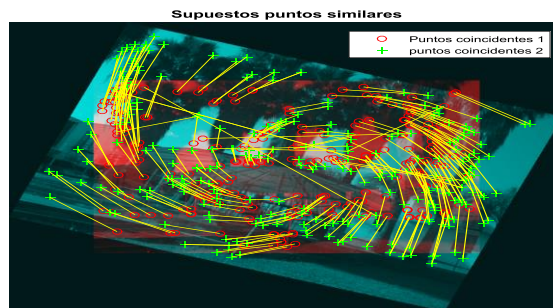 Supuestos puntos similares
Puntos coincidentes 1
puntos coincidentes 2